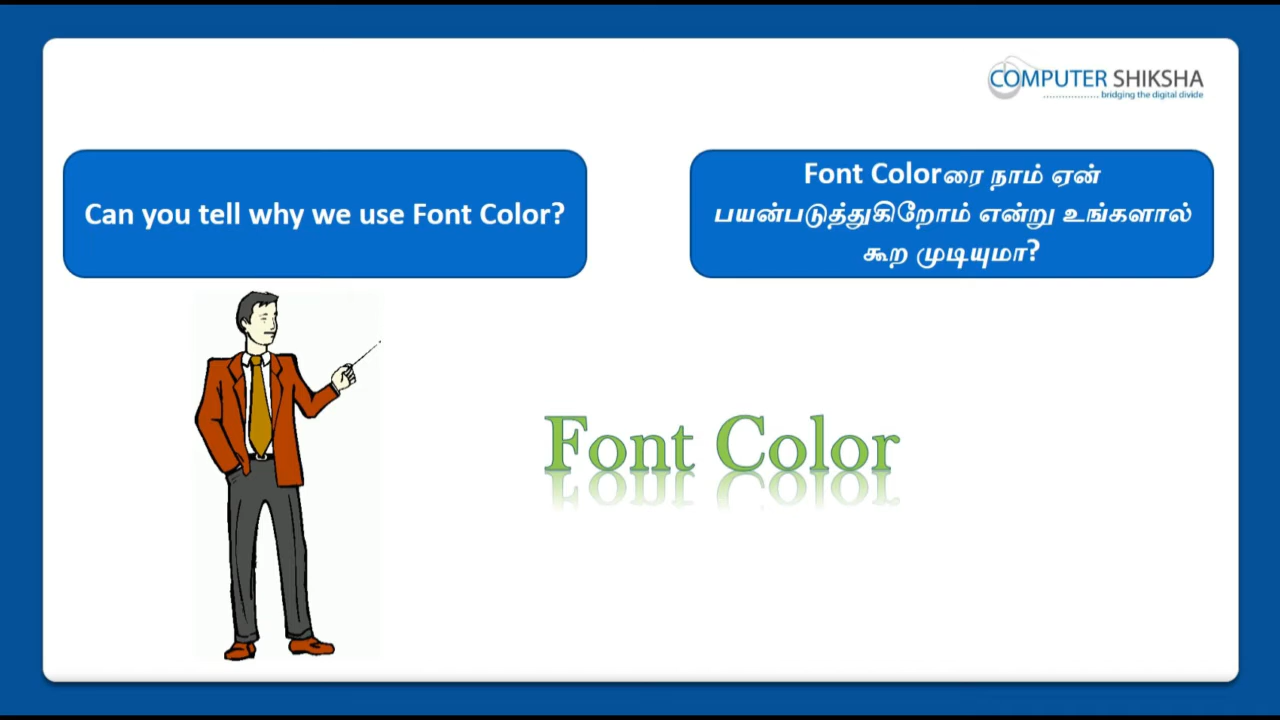 COMPUTER SHIKSHA
bridging the digital divide
Can you tell why we use Font Color?
Font Colorரை நாம் ஏன்
பயன்படுத்துகிறோம் என்று உங்களால்
கூற முடியுமா?
Font Color